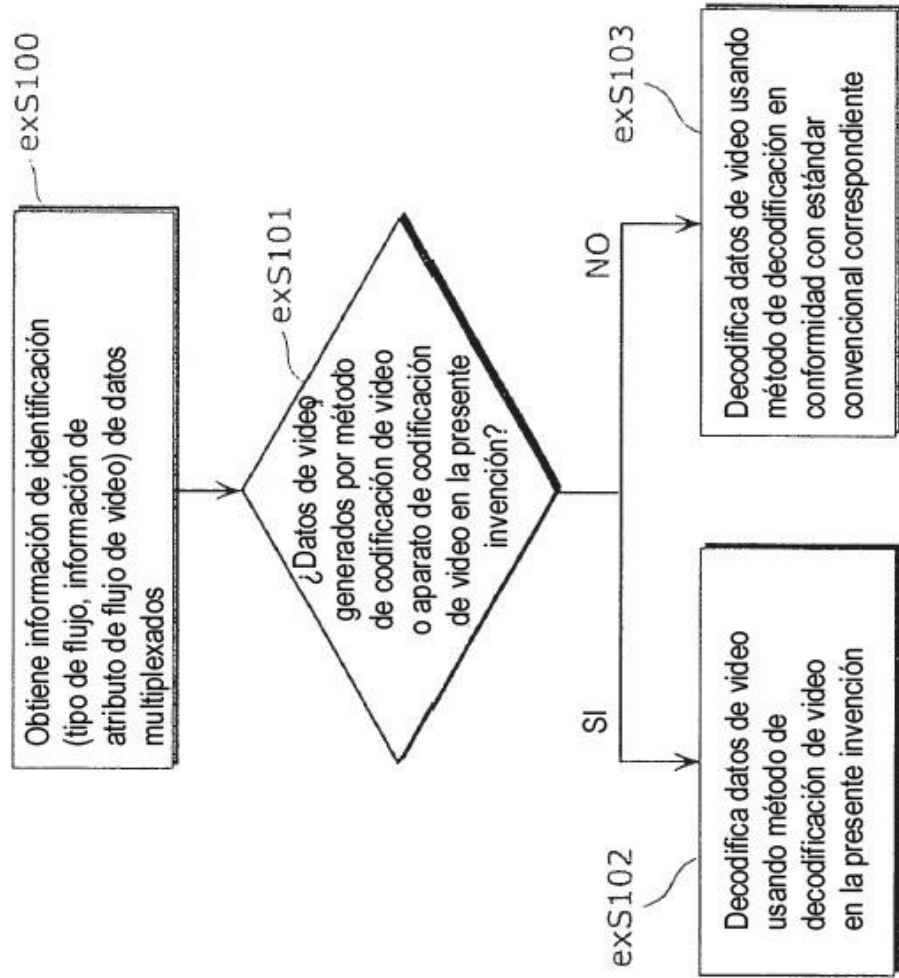 exS100
Obtiene información de identificación
(tipo de flujo, información de
atributo de flujo de video) de datos
multiplexados
exS101
¿Datos de video
generados por método
de codificación de video
o aparato de codificación
de video en la presente
invención?
SI
NO
exS102
Decodifica datos de video
usando método de
decodificación de video
en la presente invención
exS103
Decodifica datos de video usando
método de decodificación en
conformidad con estándar
convencional correspondiente